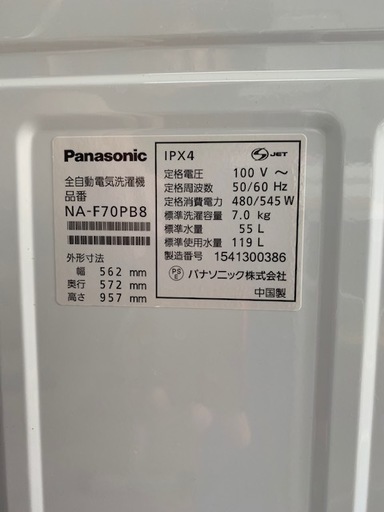 Panasonic
全自動電気洗濯機
品番
NA-F70PB8
外形寸法
幅 562 mm
奥行 572 mm
高さ 957 mm
IPX4
S JET
定格電圧 100 V ～
定格周波数 50/60 Hz
定格消費電力 480/545 W
標準洗濯容量 7.0 kg
標準水量 55 L
標準使用水量 119 L
製造番号 1541300386
PSE パナソニック株式会社
中国製